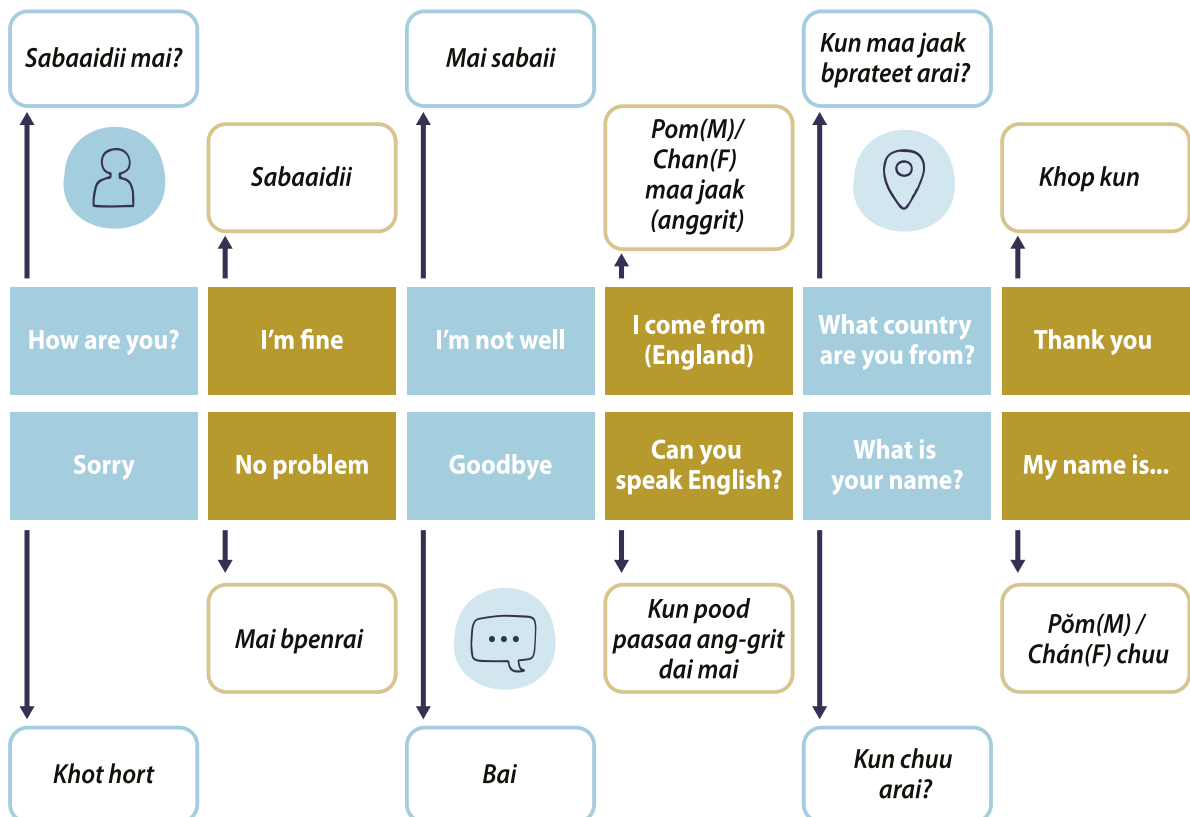 Sabaaidii mai?
Mai sabaii
Kun maa jaak
bprateet arai?
Sabaaidii
Pom(M)/
Chan(F)
maa jaak
(anggrit)
Khop kun
How are you?
I'm fine
I'm not well
I come from
(England)
What country
are you from?
Thank you
Sorry
No problem
Goodbye
Can you
speak English?
What is
your name?
My name is...
Mai bpenrai
Kun pood
paasaa ang-grit
dai mai
Pŏm(M) /
Chán(F) chuu
Khot hort
Bai
Kun chuu
arai?